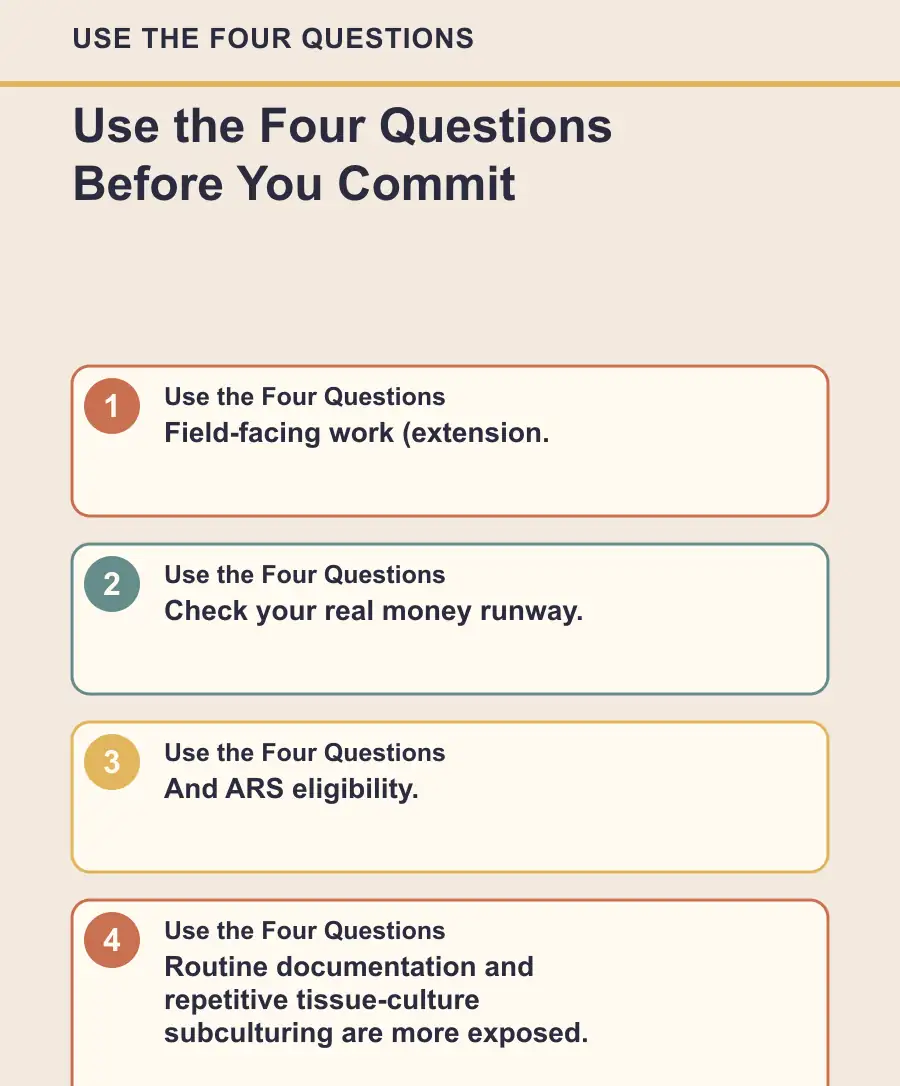 USE THE FOUR QUESTIONS
Use the Four Questions
Before You Commit
1
Use the Four Questions
Field-facing work (extension.
2
Use the Four Questions
Check your real money runway.
3
Use the Four Questions
And ARS eligibility.
4
Use the Four Questions
Routine documentation and
repetitive tissue-culture
subculturing are more exposed.